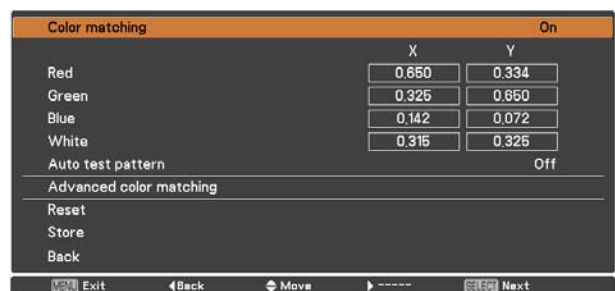 Color matching On
X Y
Red 0.650 0.334
Green 0.325 0.650
Blue 0.142 0.072
White 0.315 0.325
Auto test pattern Off
Advanced color matching
Reset
Store
Back
MENU Exit Back Move ----- SELECT Next